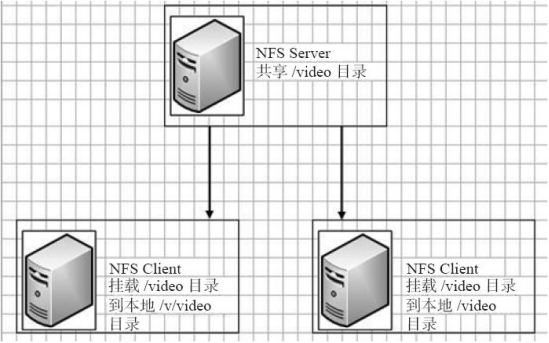 NFS Server
共享 /video 目录
NFS Client
挂载 /video 目录
到本地 /v/video
目录
NFS Client
挂载 /video 目录
到本地 /video
目录